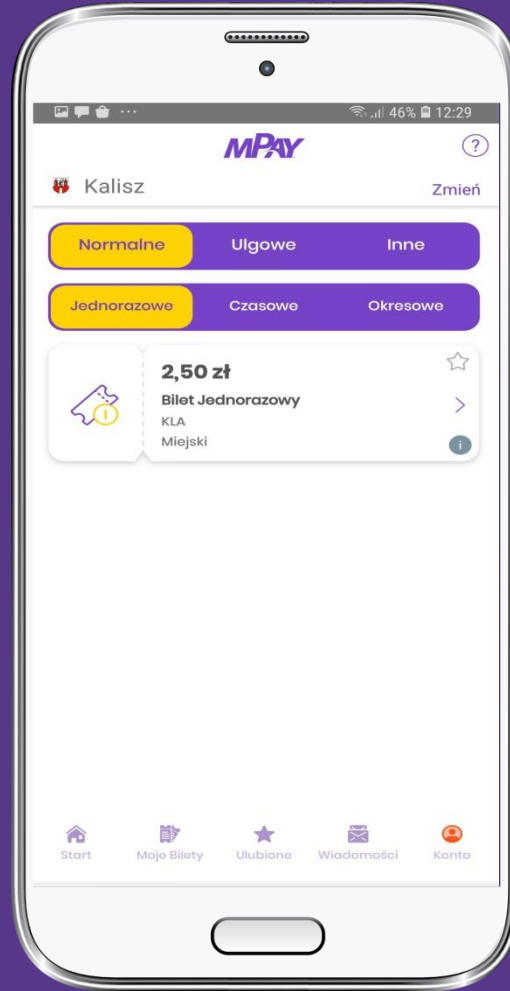 46% 12:29
mPAY
?
Kalisz
Zmień
Normalne Ulgowe Inne
Jednorazowe Czasowe Okresowe
2,50 zł
Bilet Jednorazowy
KLA
Miejski
i
Start Moje Bilety Ulubione Wiadomości Konto